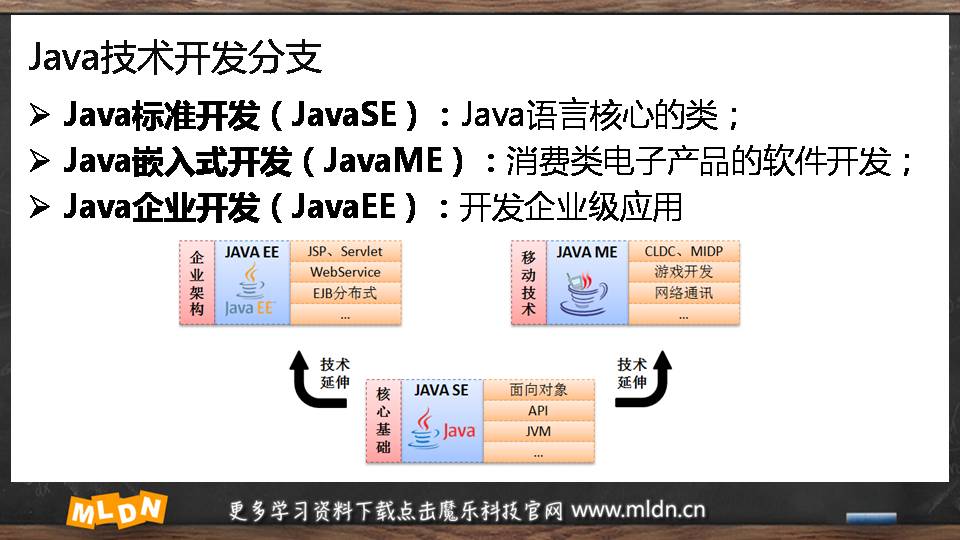 Java技术开发分支
Java标准开发（JavaSE）：Java语言核心的类；
Java嵌入式开发（JavaME）：消费类电子产品的软件开发；
Java企业开发（JavaEE）：开发企业级应用
企业架构
JAVA EE
Java EE
JSP、Servlet
WebService
EJB分布式
...
移动技术
JAVA ME
CLDC、MIDP
游戏开发
网络通讯
...
技术
延伸
技术
延伸
核心基础
JAVA SE
Java
面向对象
API
JVM
...
MLDN
更多学习资料下载点击魔乐科技官网 www.mldn.cn